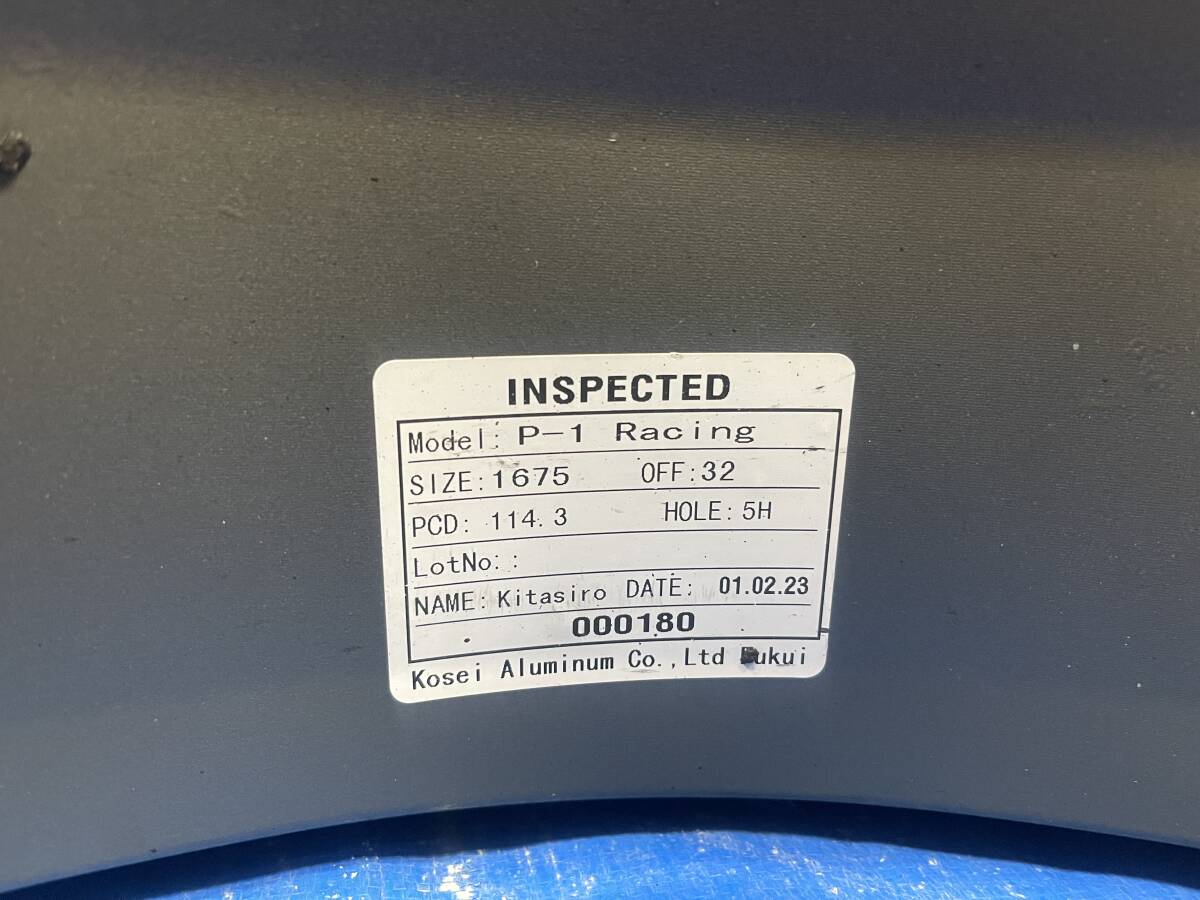 INSPECTED
Model: P-1 Racing
SIZE:1675 OFF:32
PCD: 114.3 HOLE:5H
LotNo: :
NAME: Kitasiro DATE: 01.02.23
000180
Kosei Aluminum Co.,Ltd Fukui